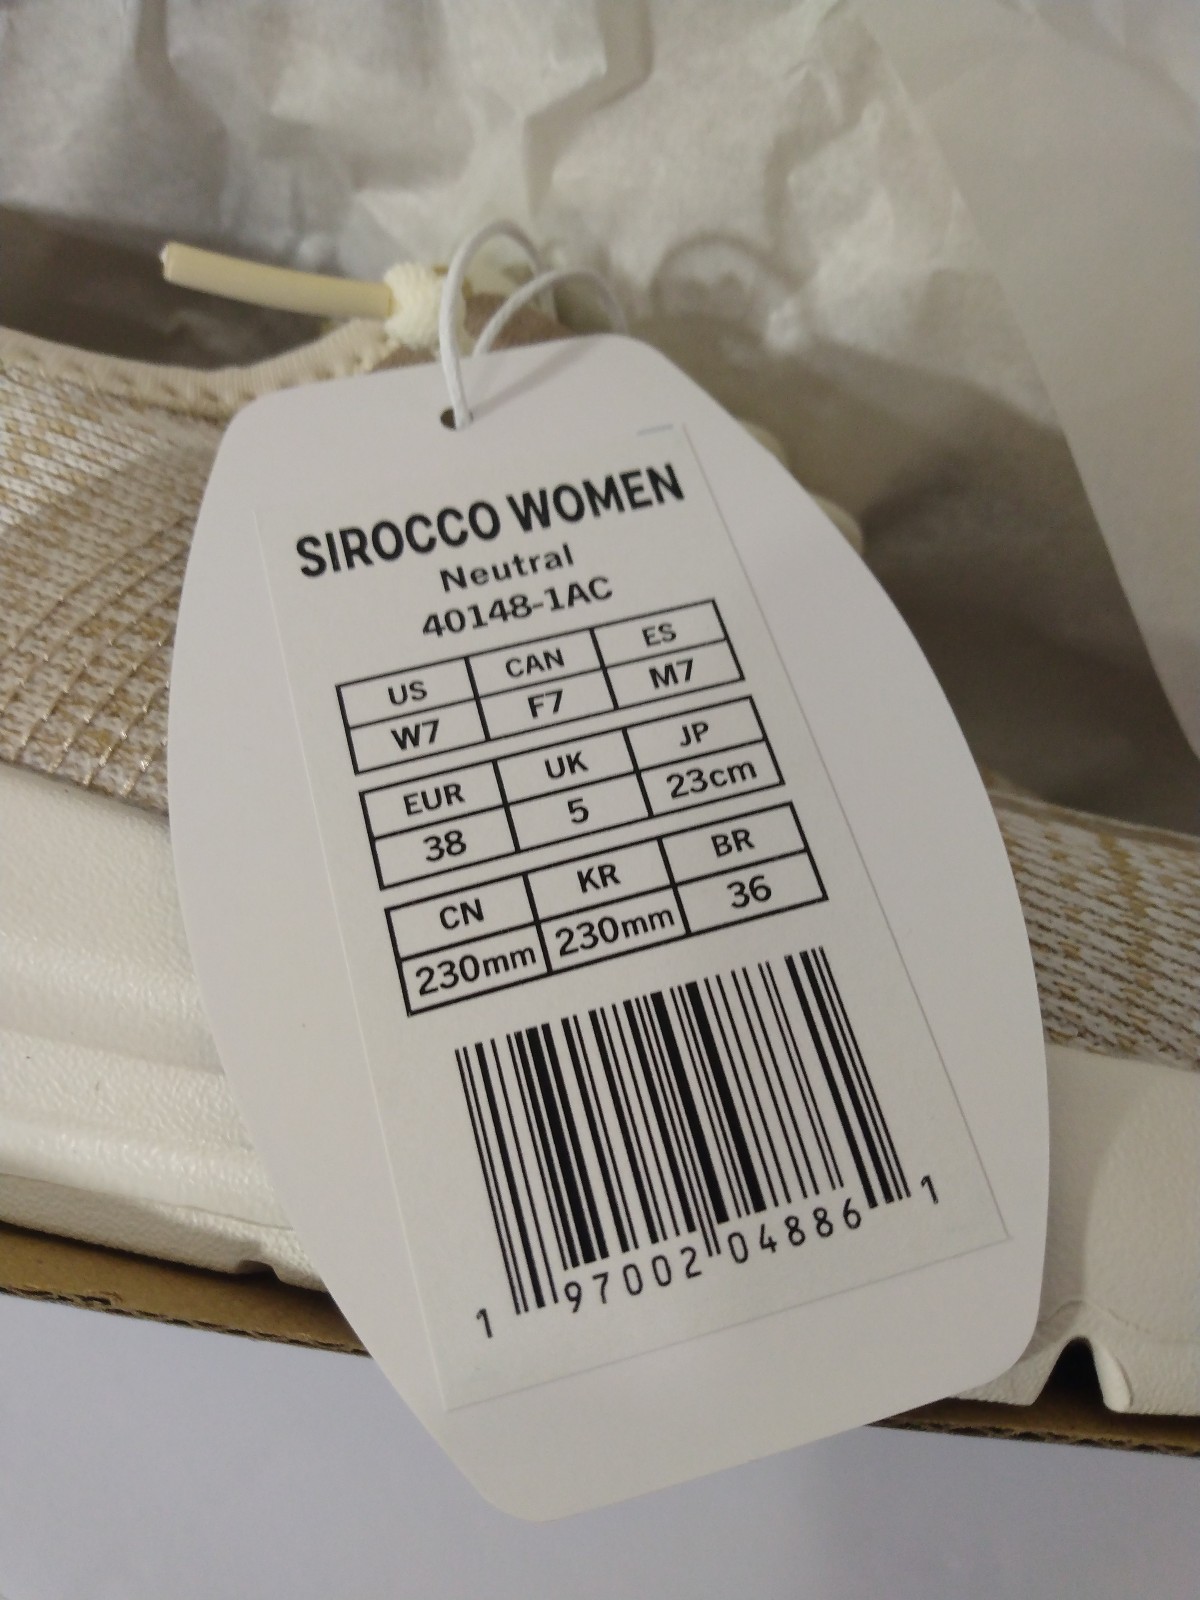 SIROCCO WOMEN
Neutral
40148-1AC
US CAN ES
W7 F7 M7
EUR UK JP
38 5 23cm
CN KR BR
230mm 230mm 36
1 97002 04886 1